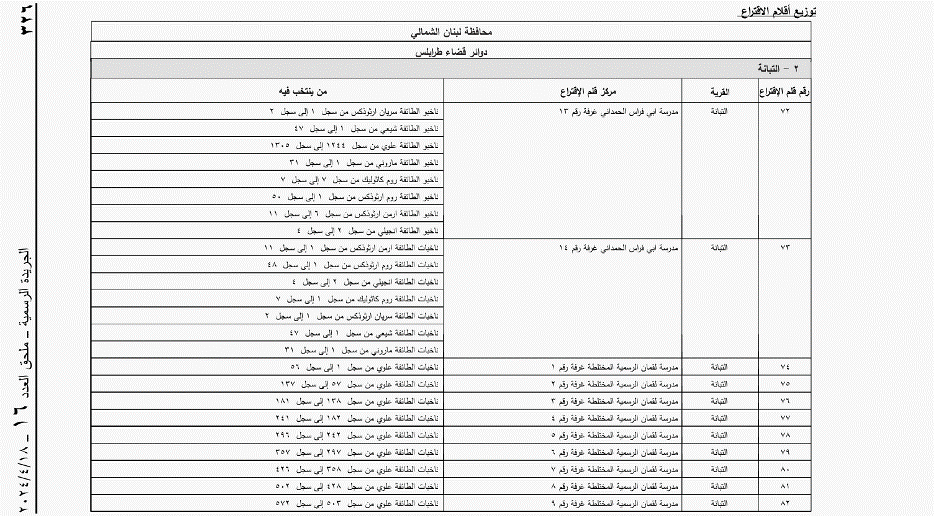 توزيع أقلام الاقتراع
٣٢٦
محافظة لبنان الشمالي
دوائر قضاء طرابلس
٢ - التبانة
رقم قلم الإقتراع القرية مركز قلم الإقتراع من ينتخب فيه
٧٢ التبانة مدرسة ابي فراس الحمداني غرفة رقم ١٣ ناخبو الطائفة سريان ارثوذكس من سجل ١ إلى سجل ٢
ناخبو الطائفة شيعي من سجل ١ إلى سجل ٤٧
ناخبو الطائفة علوي من سجل ١٢٤٤ إلى سجل ١٣٠٥
ناخبو الطائفة ماروني من سجل ١ إلى سجل ٣١
ناخبو الطائفة روم كاثوليك من سجل ٧ إلى سجل ٧
ناخبو الطائفة روم ارثوذكس من سجل ١ إلى سجل ٥٠
ناخبو الطائفة ارمن ارثوذكس من سجل ٦ إلى سجل ١١
ناخبو الطائفة انجيلي من سجل ٢ إلى سجل ٤
٧٣ التبانة مدرسة ابي فراس الحمداني غرفة رقم ١٤ ناخبات الطائفة ارمن ارثوذكس من سجل ١ إلى سجل ١١
ناخبات الطائفة روم ارثوذكس من سجل ١ إلى سجل ٤٨
ناخبات الطائفة انجيلي من سجل ٢ إلى سجل ٤
ناخبات الطائفة روم كاثوليك من سجل ١ إلى سجل ٧
ناخبات الطائفة سريان ارثوذكس من سجل ١ إلى سجل ٢
ناخبات الطائفة شيعي من سجل ١ إلى سجل ٤٧
ناخبات الطائفة ماروني من سجل ١ إلى سجل ٣١
٧٤ التبانة مدرسة لقمان الرسمية المختلطة غرفة رقم ١ ناخبات الطائفة علوي من سجل ١ إلى سجل ٥٦
٧٥ التبانة مدرسة لقمان الرسمية المختلطة غرفة رقم ٢ ناخبات الطائفة علوي من سجل ٥٧ إلى سجل ١٣٧
٧٦ التبانة مدرسة لقمان الرسمية المختلطة غرفة رقم ٣ ناخبات الطائفة علوي من سجل ١٣٨ إلى سجل ١٨١
٧٧ التبانة مدرسة لقمان الرسمية المختلطة غرفة رقم ٤ ناخبات الطائفة علوي من سجل ١٨٢ إلى سجل ٢٤١
٧٨ التبانة مدرسة لقمان الرسمية المختلطة غرفة رقم ٥ ناخبات الطائفة علوي من سجل ٢٤٢ إلى سجل ٢٩٦
٧٩ التبانة مدرسة لقمان الرسمية المختلطة غرفة رقم ٦ ناخبات الطائفة علوي من سجل ٢٩٧ إلى سجل ٣٥٧
٨٠ التبانة مدرسة لقمان الرسمية المختلطة غرفة رقم ٧ ناخبات الطائفة علوي من سجل ٣٥٨ إلى سجل ٤٢٦
٨١ التبانة مدرسة لقمان الرسمية المختلطة غرفة رقم ٨ ناخبات الطائفة علوي من سجل ٤٢٨ إلى سجل ٥٠٢
٨٢ التبانة مدرسة لقمان الرسمية المختلطة غرفة رقم ٩ ناخبات الطائفة علوي من سجل ٥٠٣ إلى سجل ٥٧٢
الجريدة الرسمية – ملحق العدد ١٦ – ٢٠٢٤/٤/١٨